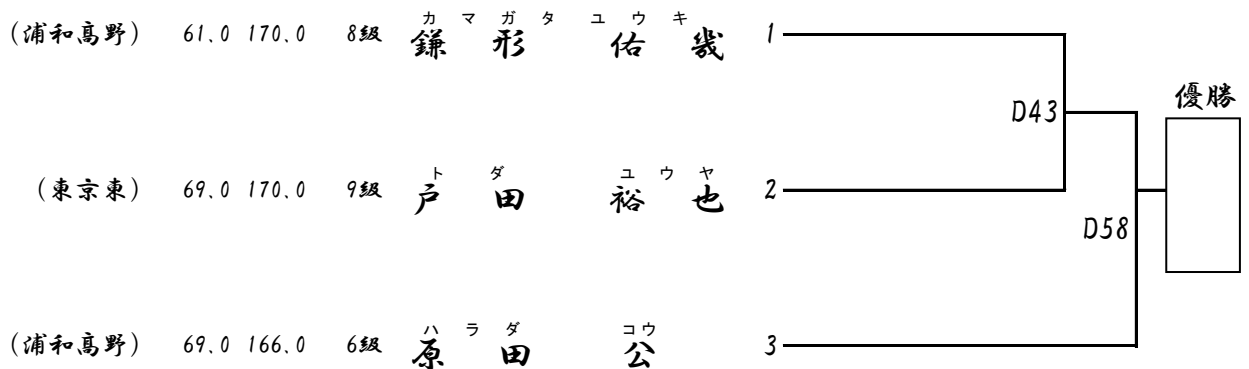 カマガタ ユウキ
(浦和髙野) 61.0 170.0 8級 鎌形 佑幾 1
D43
優勝
トダ ユウヤ
(東京東) 69.0 170.0 9級 戸田 裕也 2
D58
ハラダ コウ
(浦和髙野) 69.0 166.0 6級 原田 公 3